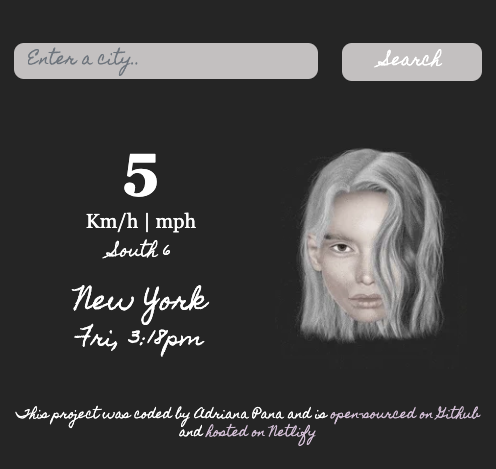 Enter a city..
Search
5
Km/h | mph
South 6
New York
Fri, 3:18pm
This project was coded by Adriana Pana and is open-sourced on Github
and hosted on Netlify